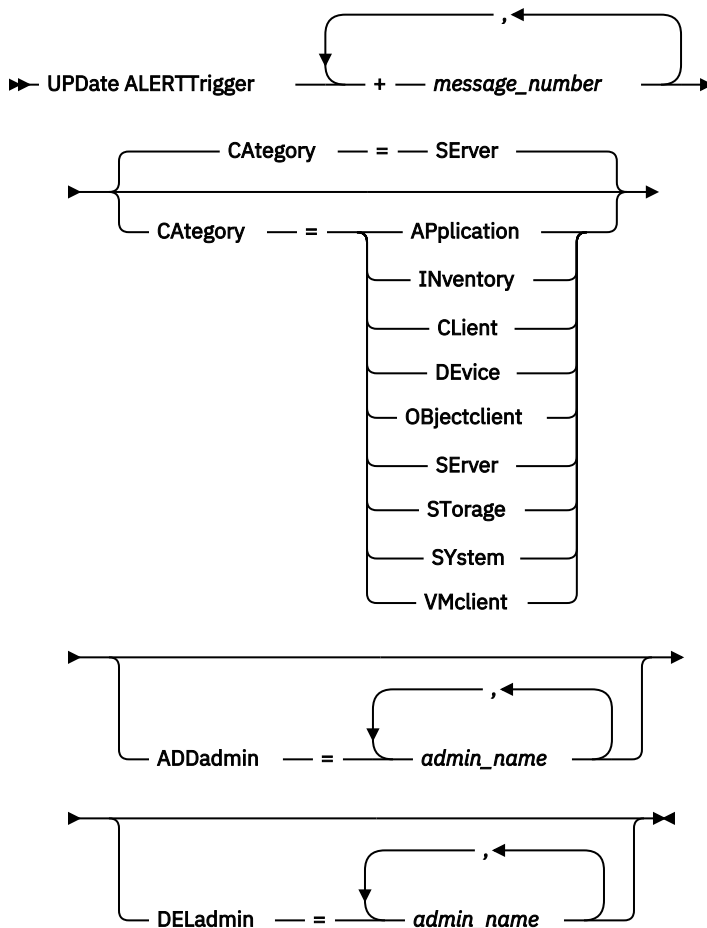 ,
UPDate ALERTTrigger + message_number
CAtegory = SErver
CAtegory = APplication
INventory
CLient
DEvice
OBjectclient
SErver
STorage
SYstem
VMclient
,
ADDadmin = admin_name
,
DELadmin = admin_name